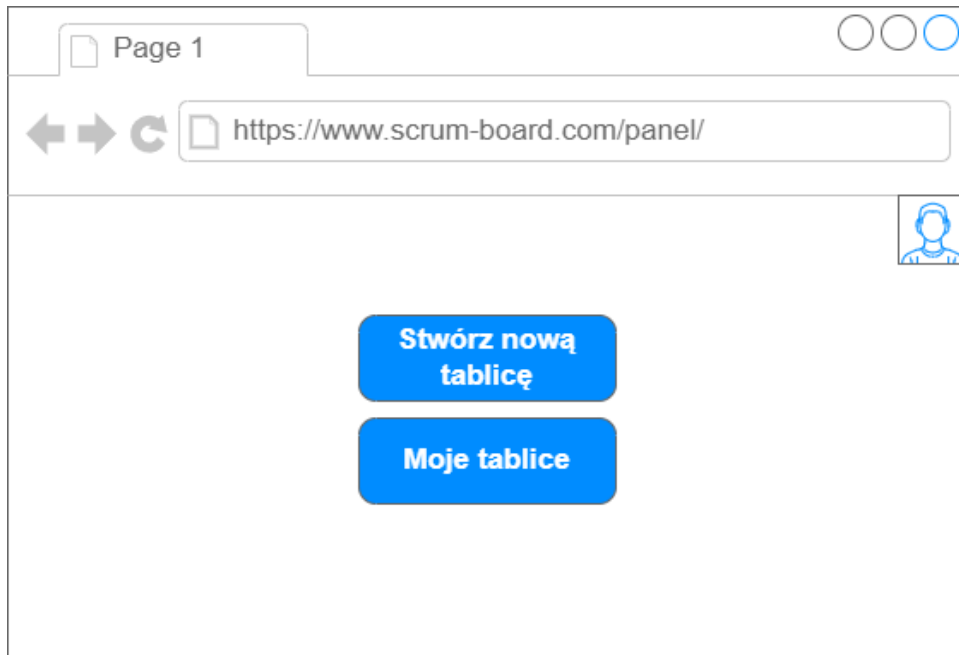 Page 1
https://www.scrum-board.com/panel/
Stwórz nową
tablicę
Moje tablice